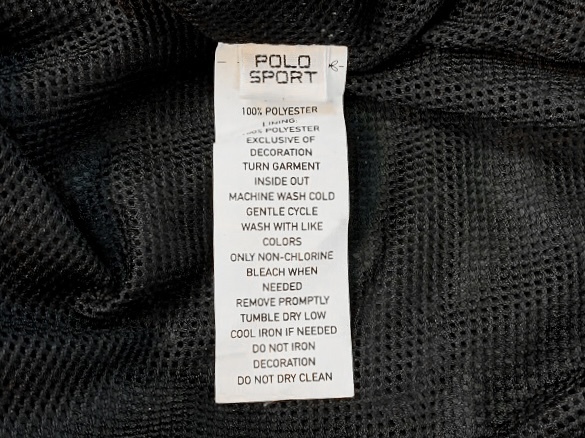 POLO
SPORT
100% POLYESTER
LINING:
100% POLYESTER
EXCLUSIVE OF
DECORATION
TURN GARMENT
INSIDE OUT
MACHINE WASH COLD
GENTLE CYCLE
WASH WITH LIKE
COLORS
ONLY NON-CHLORINE
BLEACH WHEN
NEEDED
REMOVE PROMPTLY
TUMBLE DRY LOW
COOL IRON IF NEEDED
DO NOT IRON
DECORATION
DO NOT DRY CLEAN